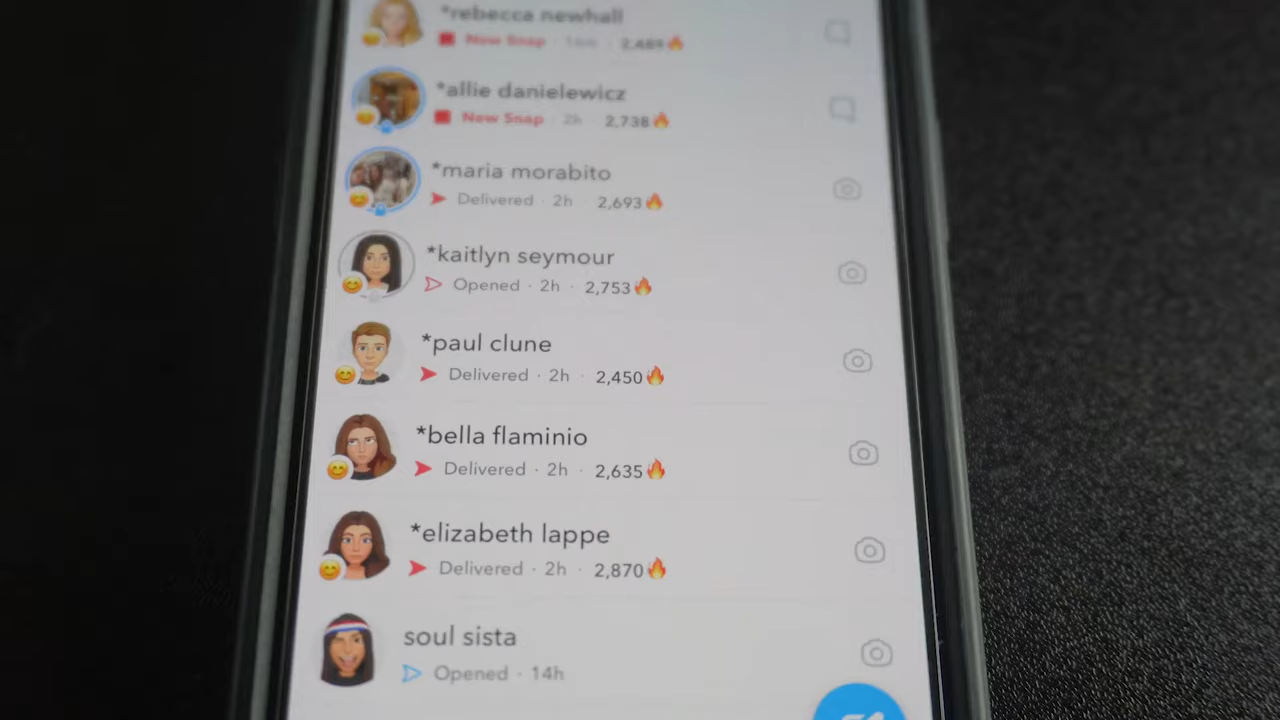 *rebecca newhall
New Snap · 16m · 2,489🔥
*allie danielewicz
New Snap · 2h · 2,738🔥
*maria morabito
Delivered · 2h · 2,693🔥
*kaitlyn seymour
Opened · 2h · 2,753🔥
*paul clune
Delivered · 2h · 2,450🔥
*bella flaminio
Delivered · 2h · 2,635🔥
*elizabeth lappe
Delivered · 2h · 2,870🔥
soul sista
Opened · 14h